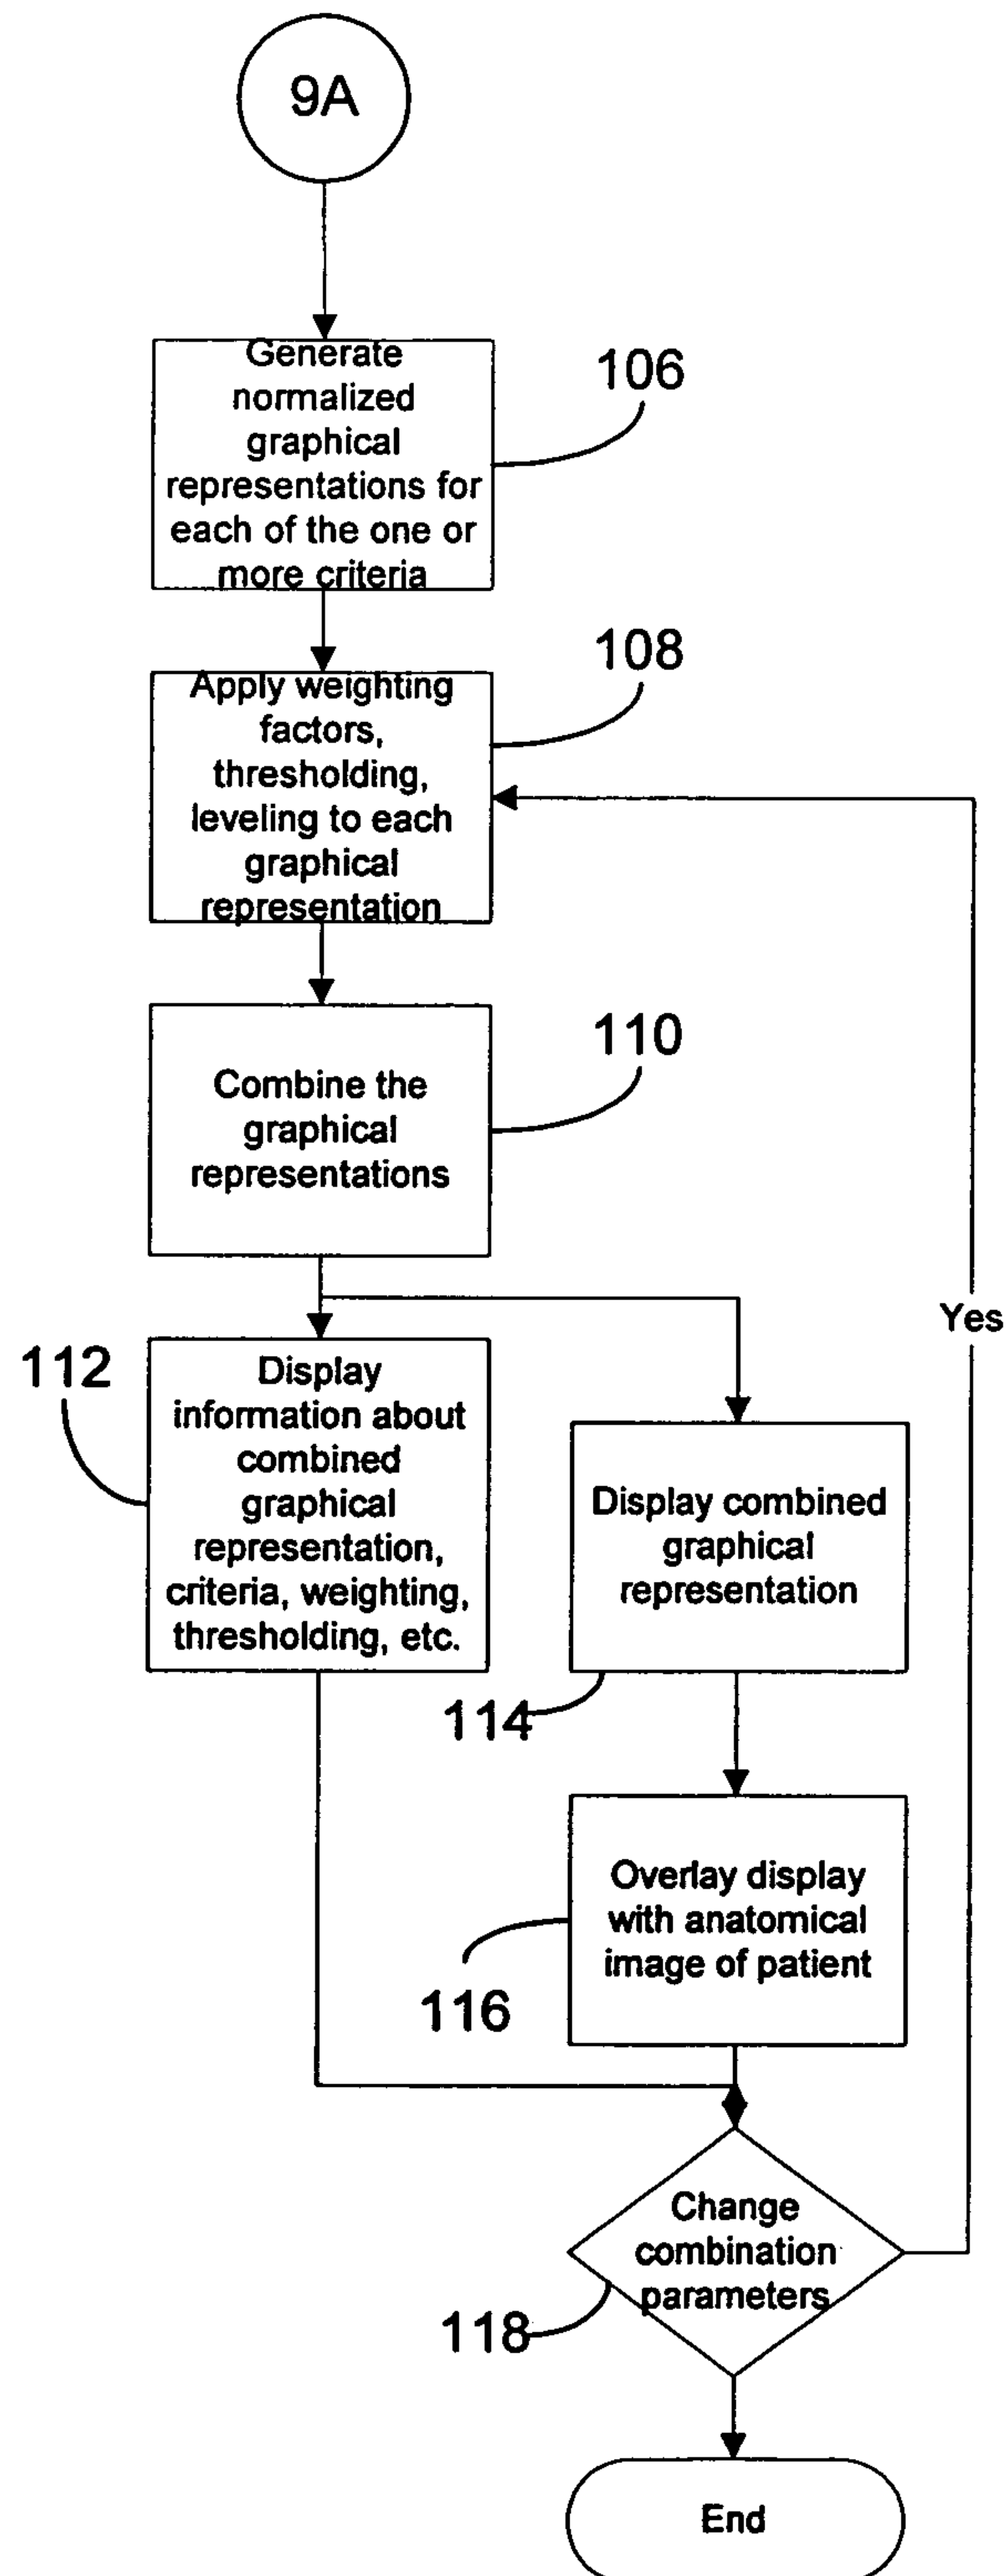 9A
Generate
normalized
graphical
representations for
each of the one or
more criteria
106
Apply weighting
factors,
thresholding,
leveling to each
graphical
representation
108
Combine the
graphical
representations
110
Yes
112
Display
information about
combined
graphical
representation,
criteria, weighting,
thresholding, etc.
Display combined
graphical
representation
114
Overlay display
with anatomical
image of patient
116
Change
combination
parameters
118
End